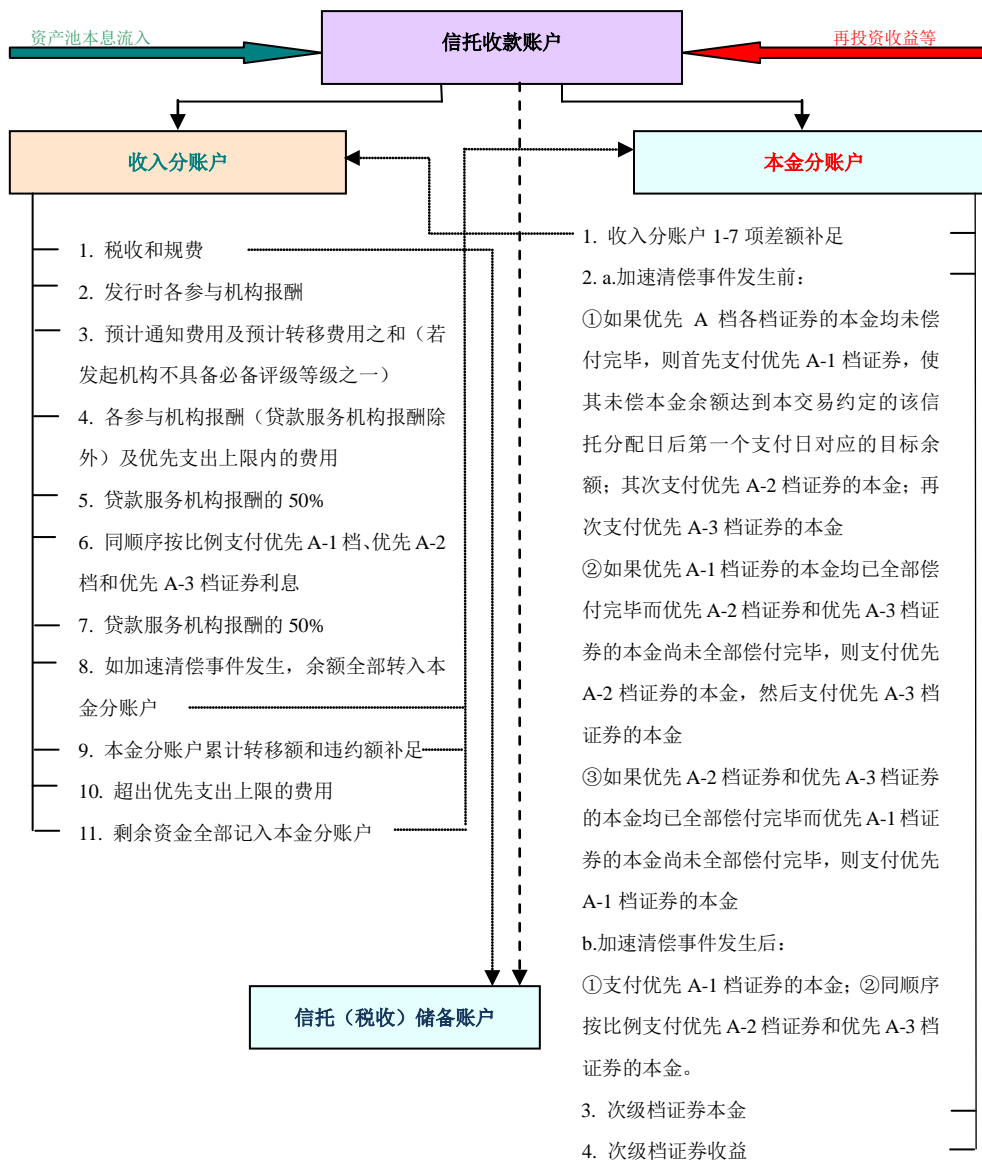 资产池本息流入
信托收款账户
再投资收益等
收入分账户
本金分账户
1. 税收和规费
2. 发行时各参与机构报酬
3. 预计通知费用及预计转移费用之和（若
发起机构不具备必备评级等级之一）
4. 各参与机构报酬（贷款服务机构报酬除
外）及优先支出上限内的费用
5. 贷款服务机构报酬的 50%
6. 同顺序按比例支付优先 A-1 档、优先 A-2
档和优先 A-3 档证券利息
7. 贷款服务机构报酬的 50%
8. 如加速清偿事件发生，余额全部转入本
金分账户
9. 本金分账户累计转移额和违约额补足
10. 超出优先支出上限的费用
11. 剩余资金全部记入本金分账户
1. 收入分账户 1-7 项差额补足
2. a.加速清偿事件发生前：
①如果优先 A 档各档证券的本金均未偿
付完毕，则首先支付优先 A-1 档证券，使
其未偿本金余额达到本交易约定的该信
托分配日后第一个支付日对应的目标余
额；其次支付优先 A-2 档证券的本金；再
次支付优先 A-3 档证券的本金
②如果优先 A-1 档证券的本金均已全部偿
付完毕而优先 A-2 档证券和优先 A-3 档证
券的本金尚未全部偿付完毕，则支付优先
A-2 档证券的本金，然后支付优先 A-3 档
证券的本金
③如果优先 A-2 档证券和优先 A-3 档证券
的本金均已全部偿付完毕而优先 A-1 档证
券的本金尚未全部偿付完毕，则支付优先
A-1 档证券的本金
b.加速清偿事件发生后：
①支付优先 A-1 档证券的本金；②同顺序
按比例支付优先 A-2 档证券和优先 A-3 档
证券的本金。
3. 次级档证券本金
4. 次级档证券收益
信托（税收）储备账户